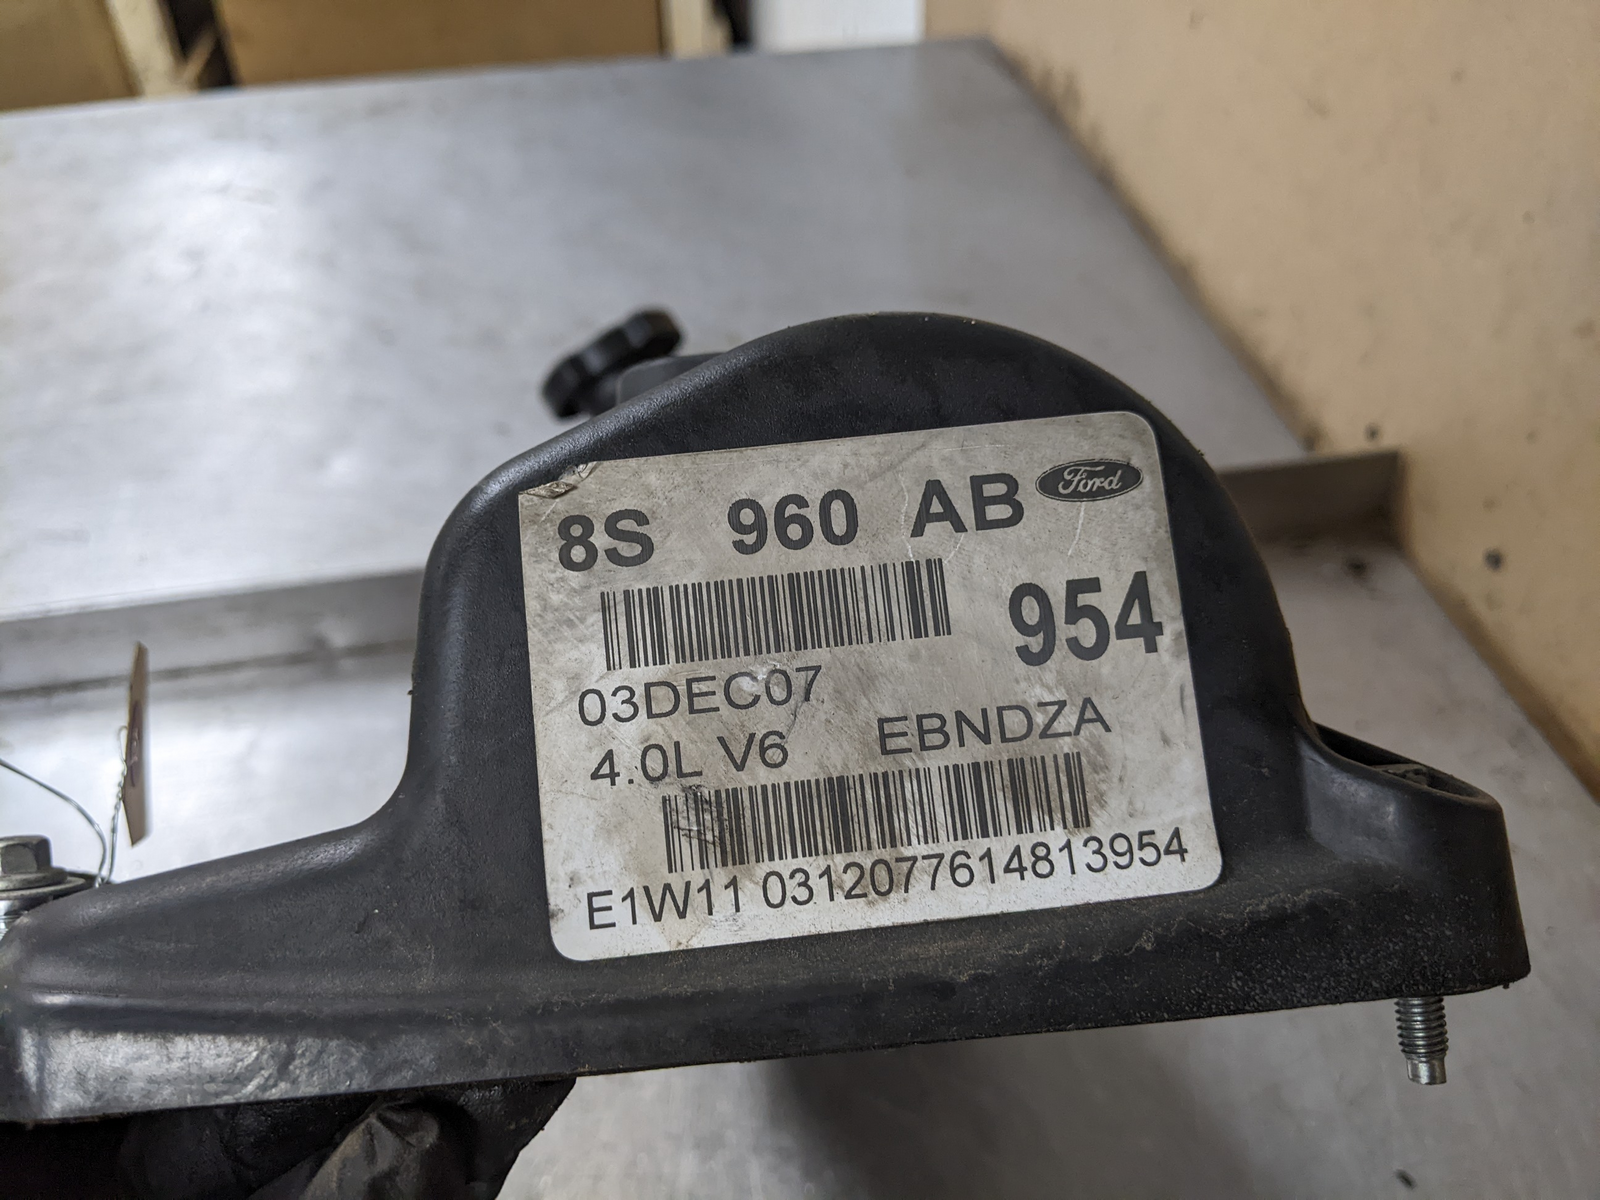 8S 960 AB Ford
954
03DEC07
4.0L V6 EBNDZA
E1W11 0312077614813954